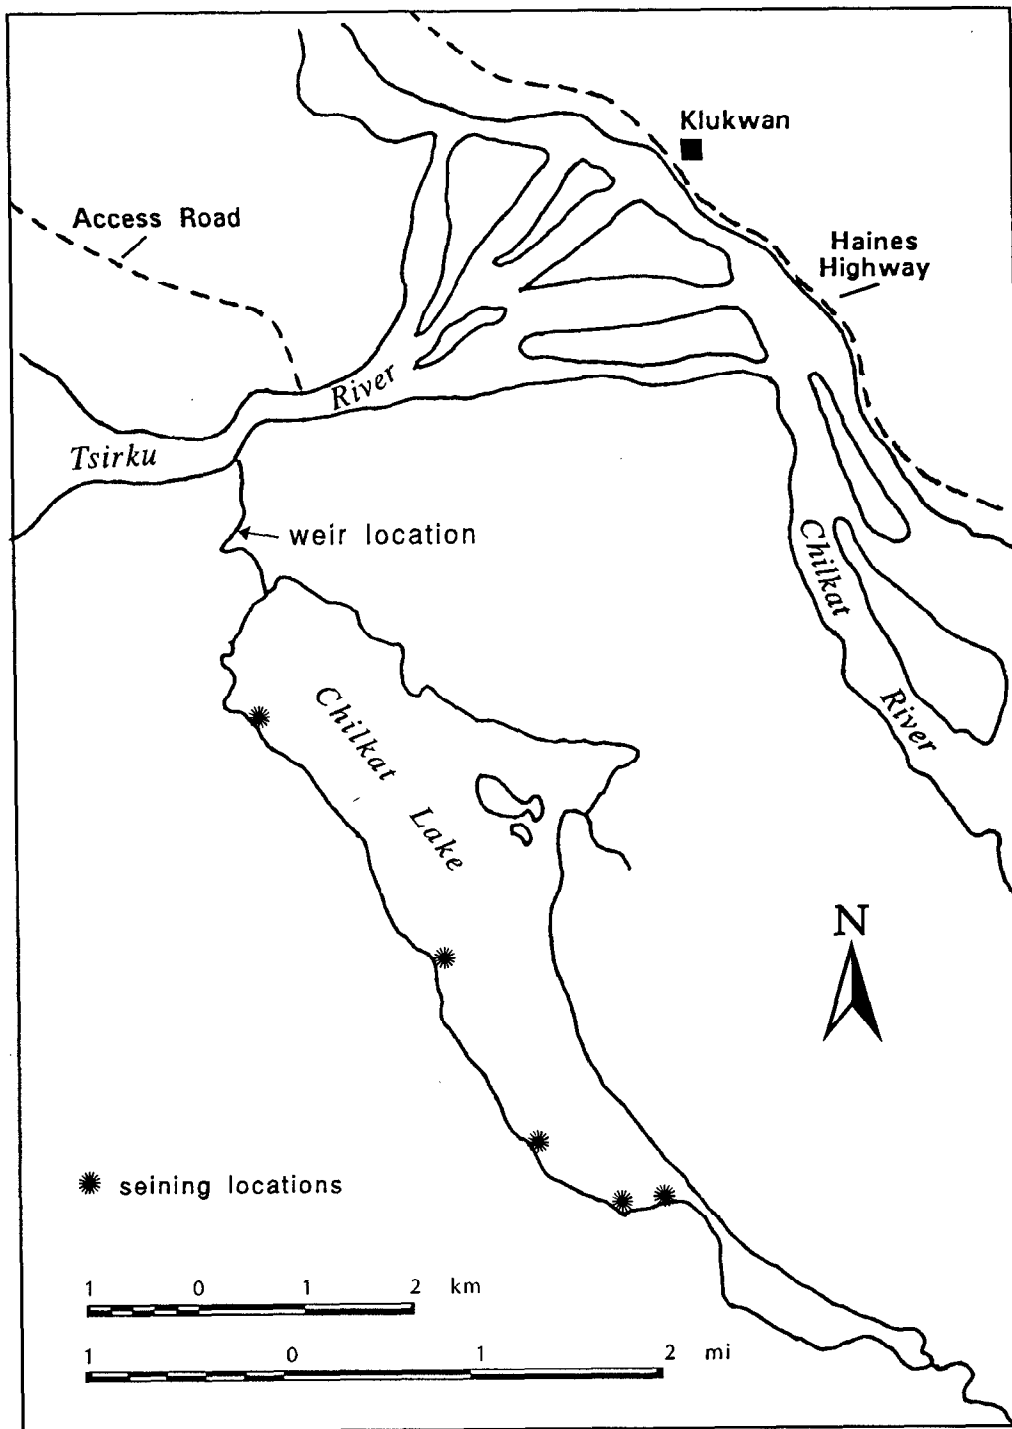 Klukwan
Access Road
Haines
Highway
River
Tsirku
weir location
Chilkat
River
Chilkat Lake
N
seining locations
1 0 1 2 km
1 0 1 2 mi